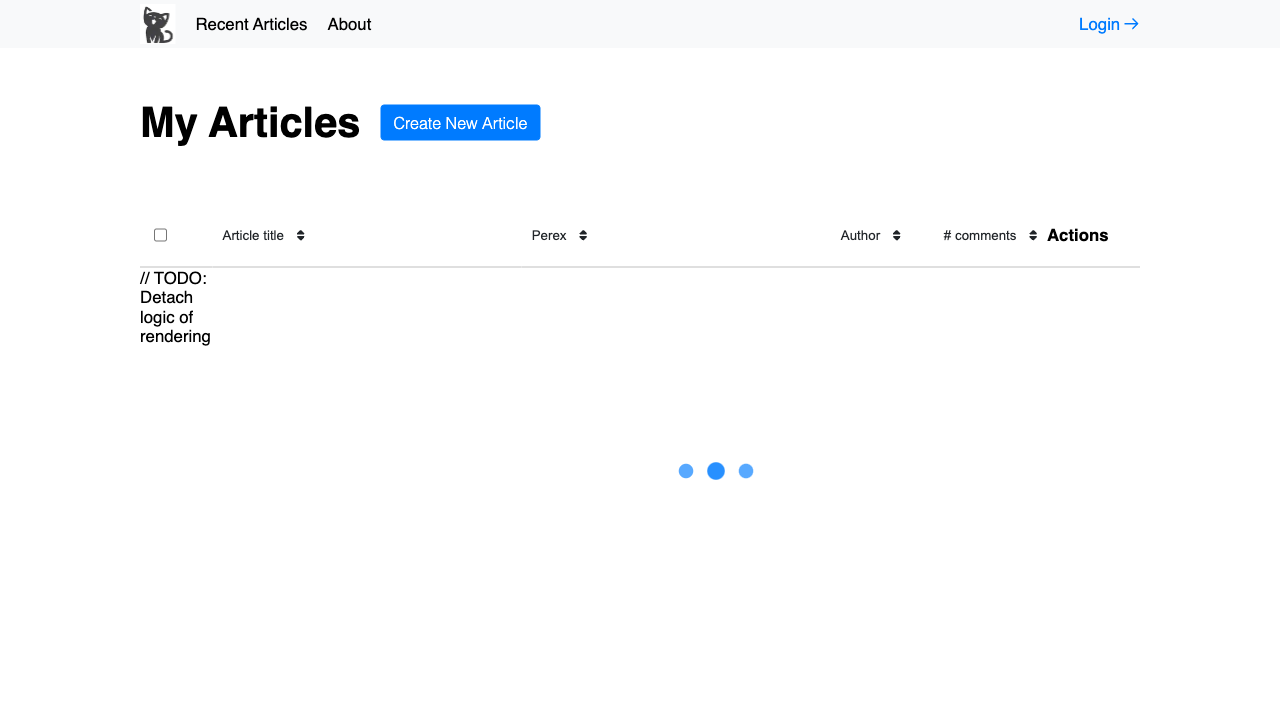 Recent Articles About Login →
My Articles Create New Article
Article title Perex Author # comments Actions
// TODO:
Detach
logic of
rendering